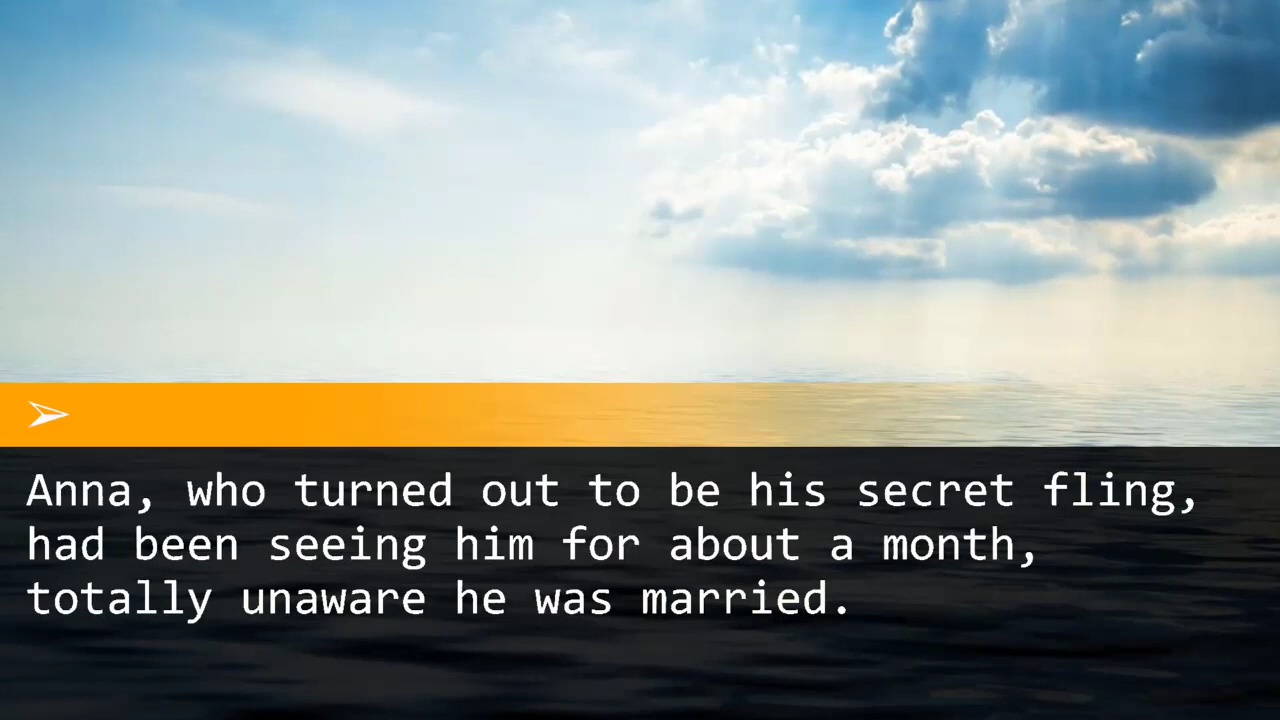 Anna, who turned out to be his secret fling,
had been seeing him for about a month,
totally unaware he was married.